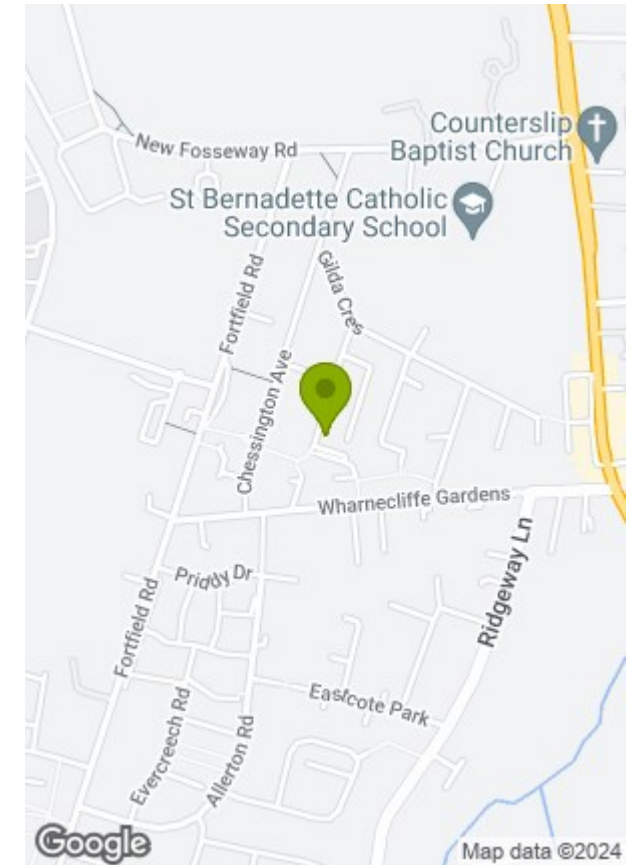 Counterslip
Baptist Church
New Fosseway Rd
St Bernadette Catholic
Secondary School
Gilda Cres
Fortfield Rd
Chessington Ave
Wharnecliffe Gardens
Ridgeway Ln
Priddy Dr
Fortfield Rd
Eastcote Park
Evercreech Rd
Allerton Rd
Google
Map data ©2024